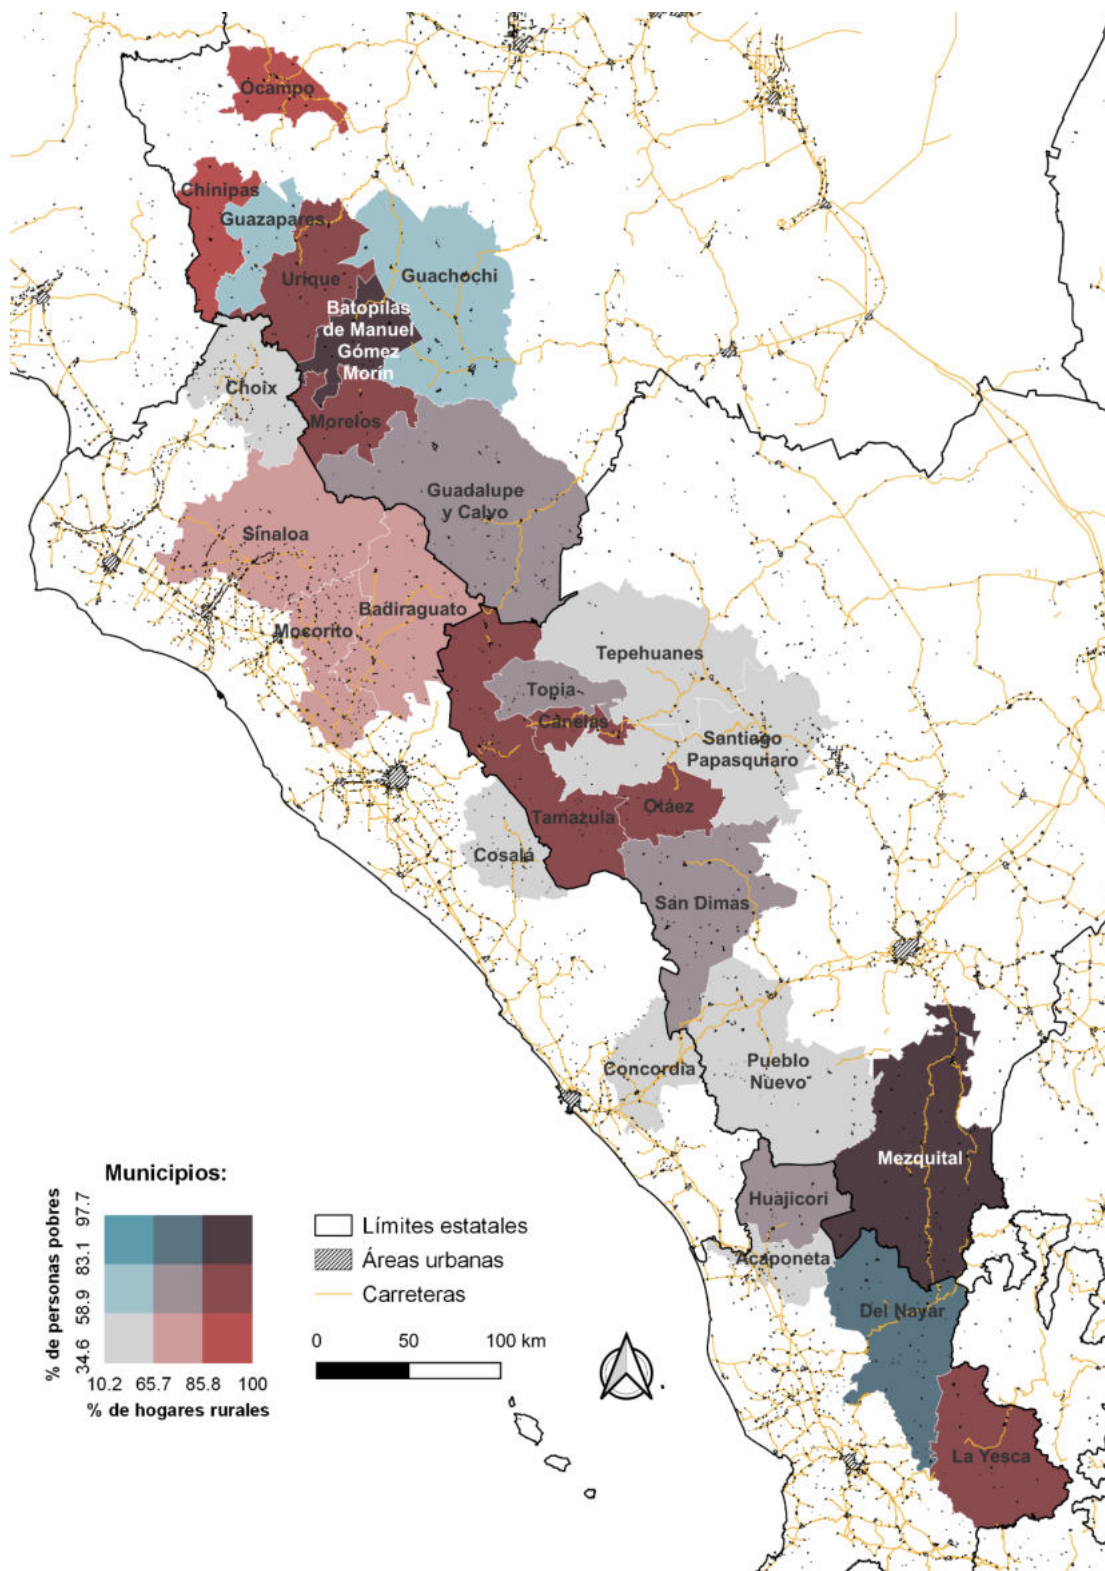 Ocampo
Chínipas
Guazapares
Urique
Guachochi
Batopilas
de Manuel
Gómez
Morín
Choix
Morelos
Guadalupe
y Calvo
Sinaloa
Badiraguato
Mocorito
Tepehuanes
Topia
Canelas
Santiago
Papasquiaro
Tamazula
Otáez
Cosalá
San Dimas
Concordia
Pueblo
Nuevo
Mezquital
Huajicori
Acaponeta
Del Nayar
La Yesca
Municipios:
% de personas pobres
34.6 58.9 83.1 97.7
10.2 65.7 85.8 100
% de hogares rurales
Límites estatales
Áreas urbanas
Carreteras
0 50 100 km